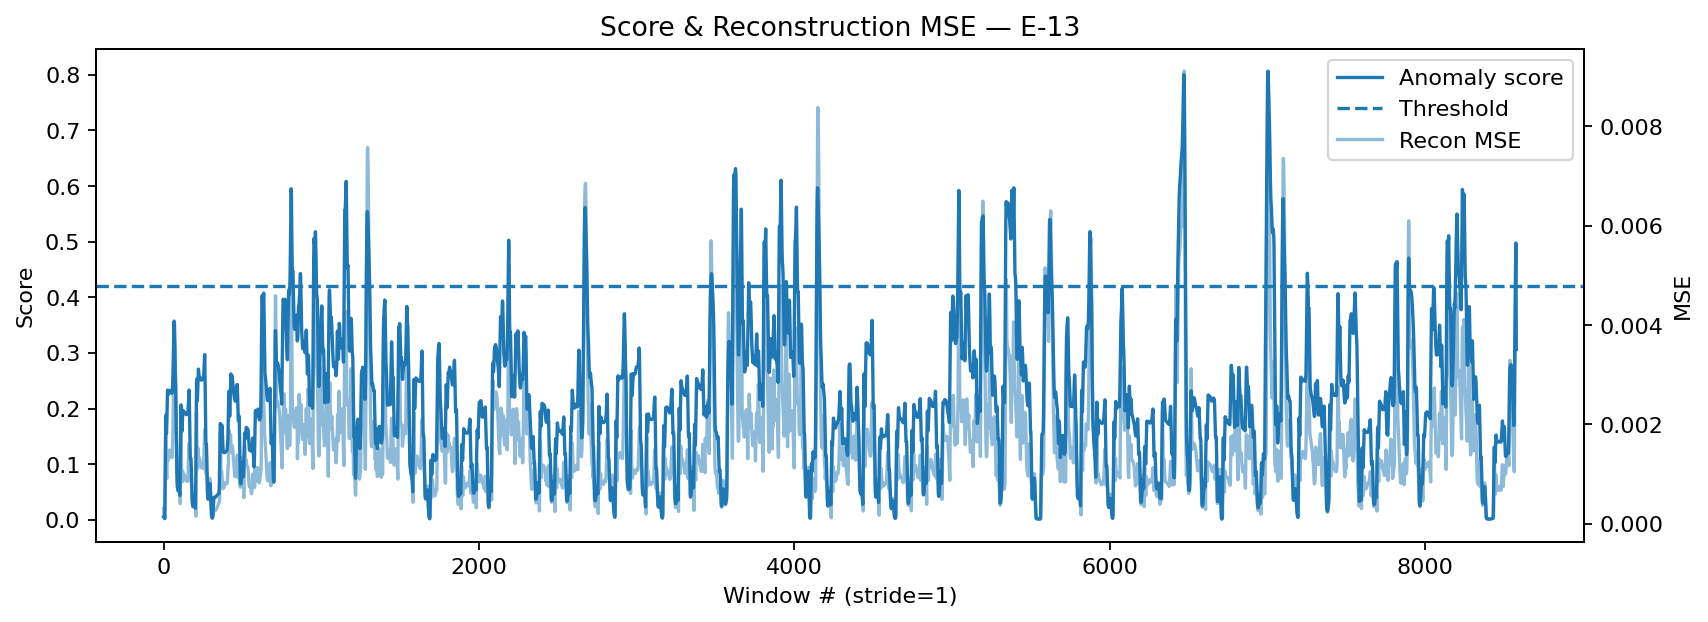 Score & Reconstruction MSE — E-13
Anomaly score
Threshold
Recon MSE
Score
0.8
0.7
0.6
0.5
0.4
0.3
0.2
0.1
0.0
MSE
0.008
0.006
0.004
0.002
0.000
0
2000
4000
6000
8000
Window # (stride=1)